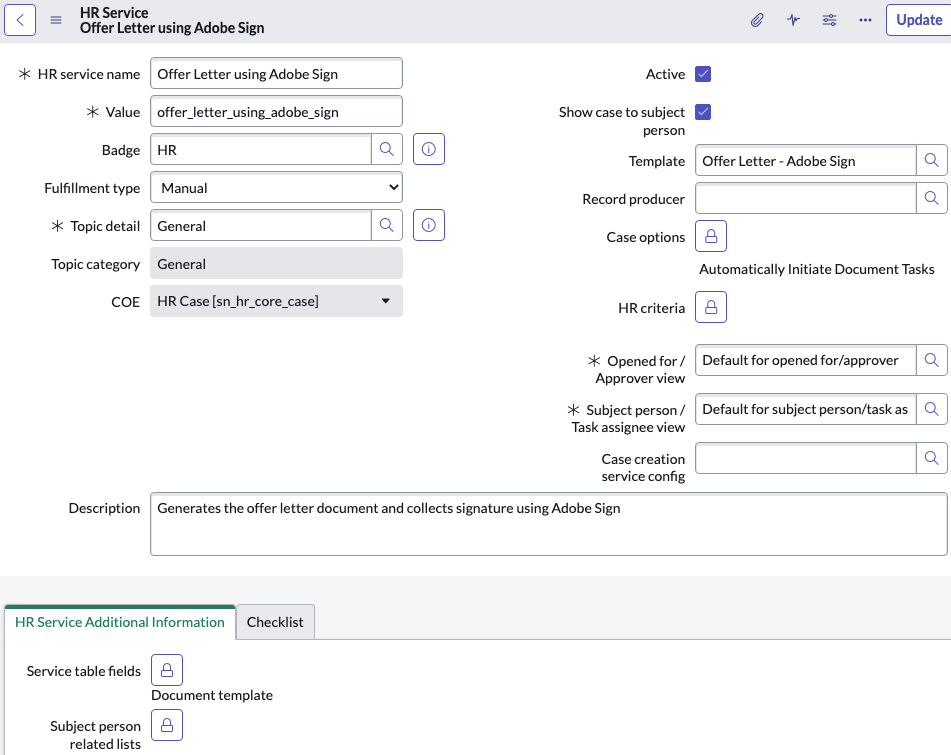 HR Service
Offer Letter using Adobe Sign
Update
HR service name
Offer Letter using Adobe Sign
Value
offer_letter_using_adobe_sign
Badge
HR
Fulfillment type
Manual
Topic detail
General
Topic category
General
COE
HR Case [sn_hr_core_case]
Active
Show case to subject
person
Template
Offer Letter - Adobe Sign
Record producer
Case options
Automatically Initiate Document Tasks
HR criteria
Opened for /
Approver view
Default for opened for/approver
Subject person /
Task assignee view
Default for subject person/task as
Case creation
service config
Description
Generates the offer letter document and collects signature using Adobe Sign
HR Service Additional Information
Checklist
Service table fields
Document template
Subject person
related lists